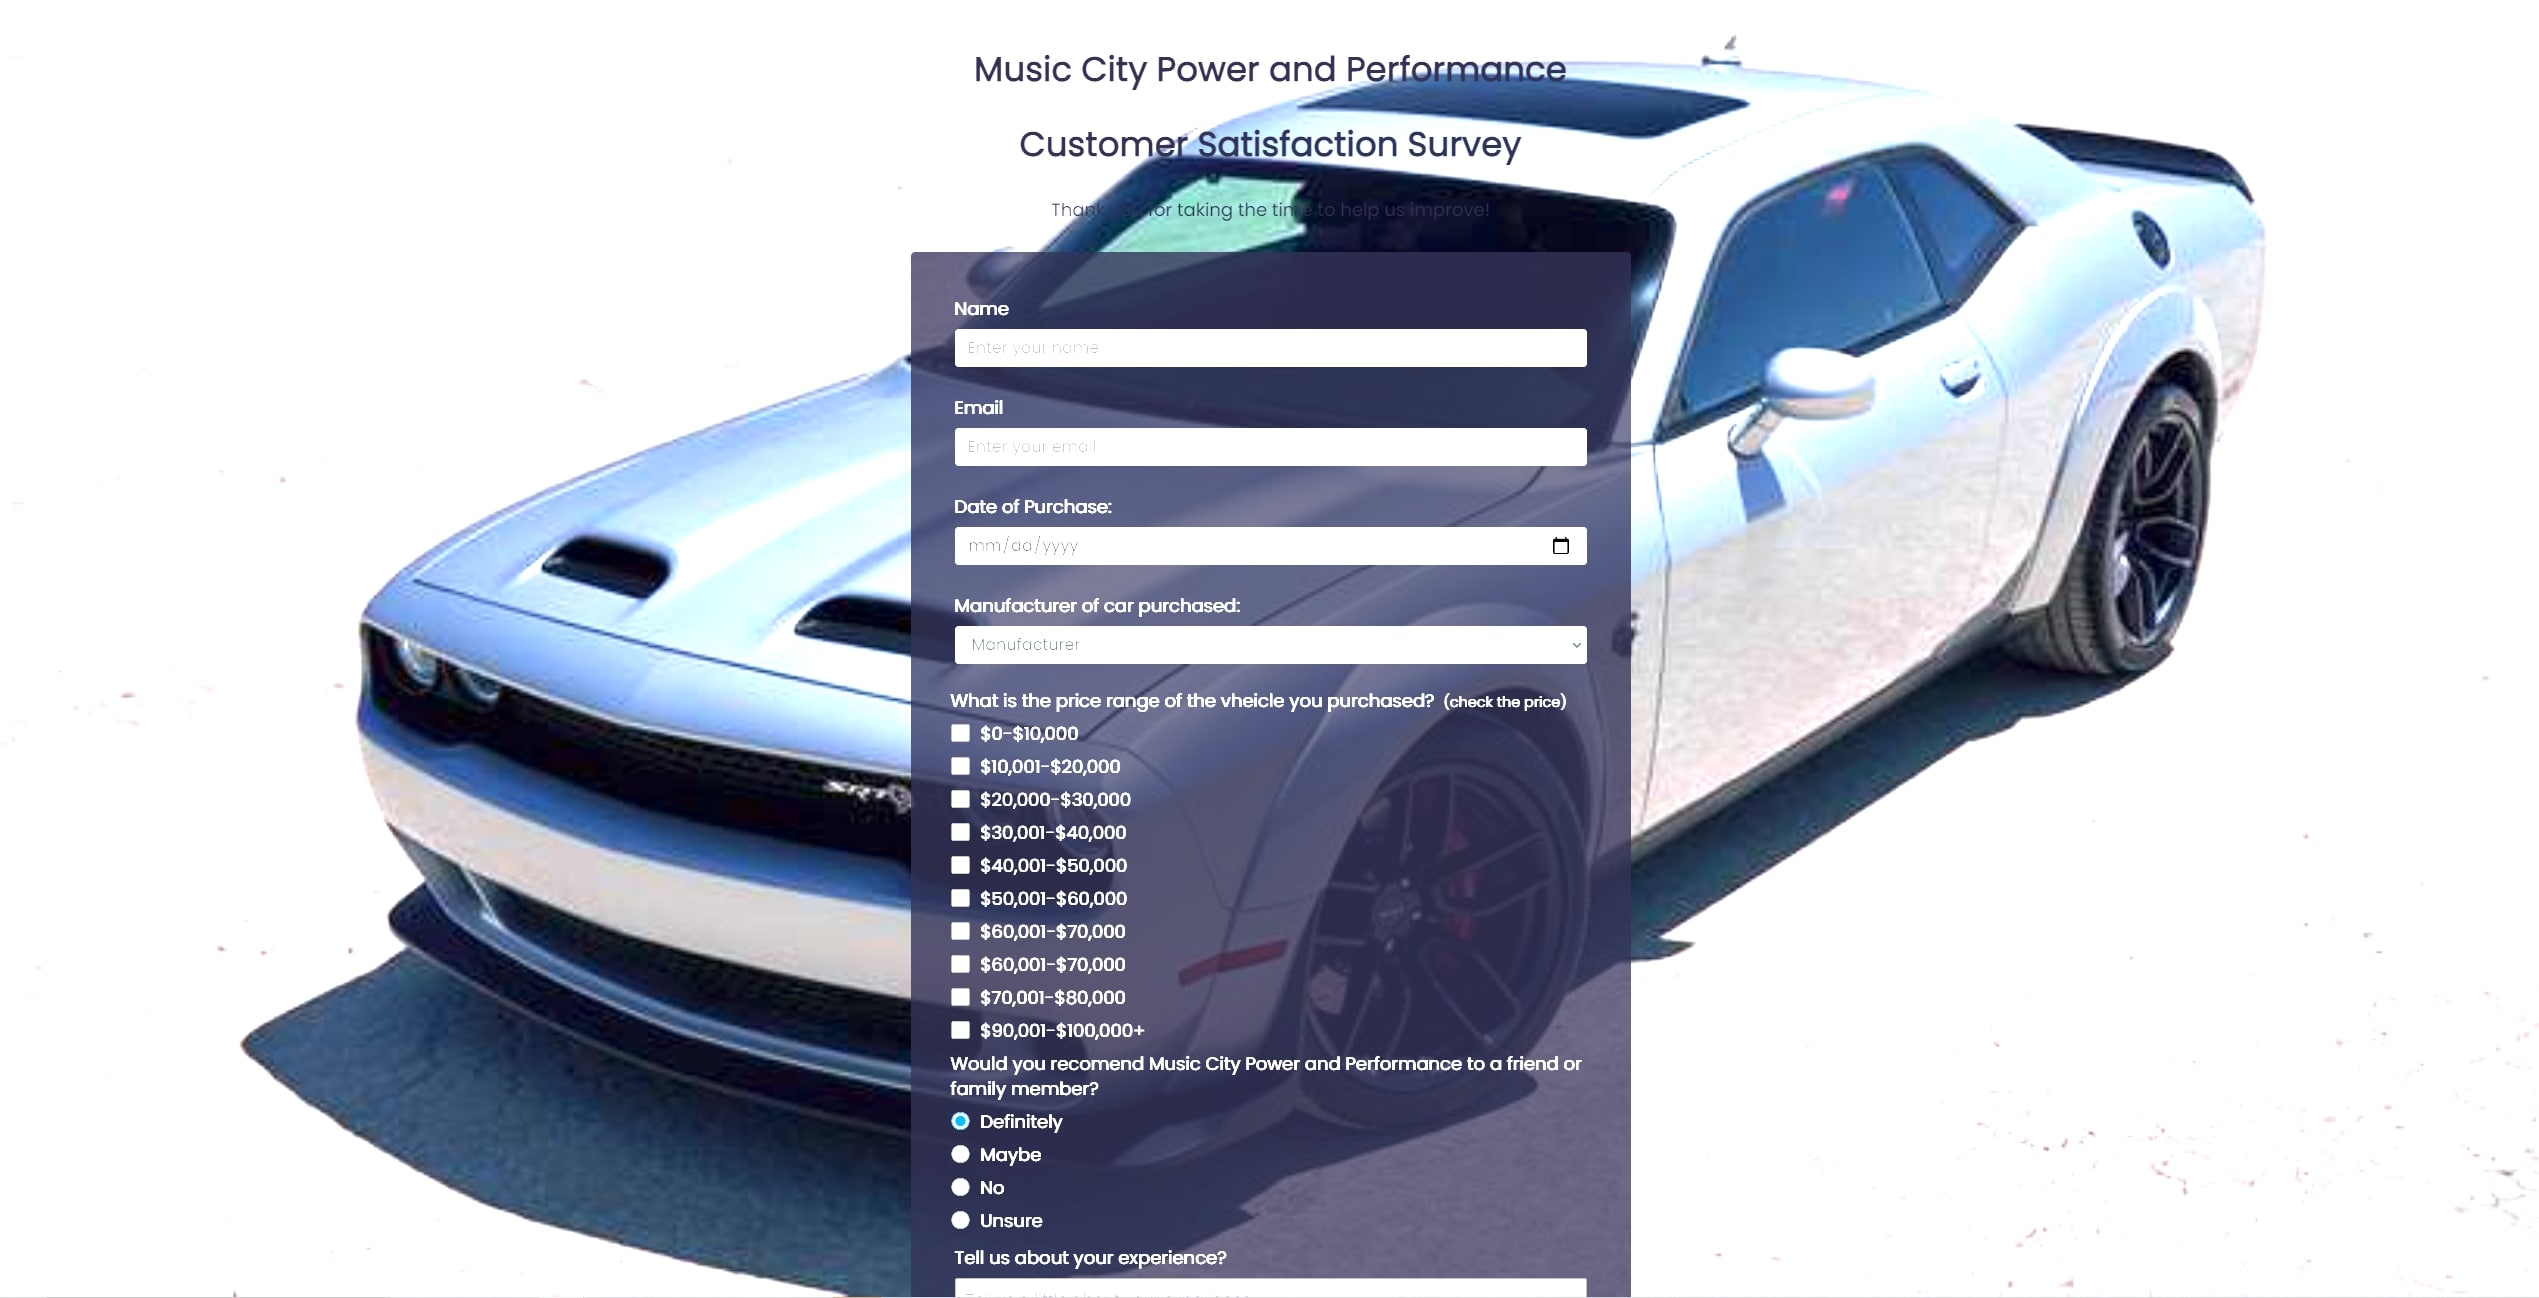 Music City Power and Performance
Customer Satisfaction Survey
Thank you for taking the time to help us improve!
Name
Enter your name
Email
Enter your email
Date of Purchase:
mm/dd/yyyy
Manufacturer of car purchased:
Manufacturer
What is the price range of the vheicle you purchased? (check the price)
$0-$10,000
$10,001-$20,000
$20,000-$30,000
$30,001-$40,000
$40,001-$50,000
$50,001-$60,000
$60,001-$70,000
$60,001-$70,000
$70,001-$80,000
$90,001-$100,000+
Would you recomend Music City Power and Performance to a friend or
family member?
Definitely
Maybe
No
Unsure
Tell us about your experience?